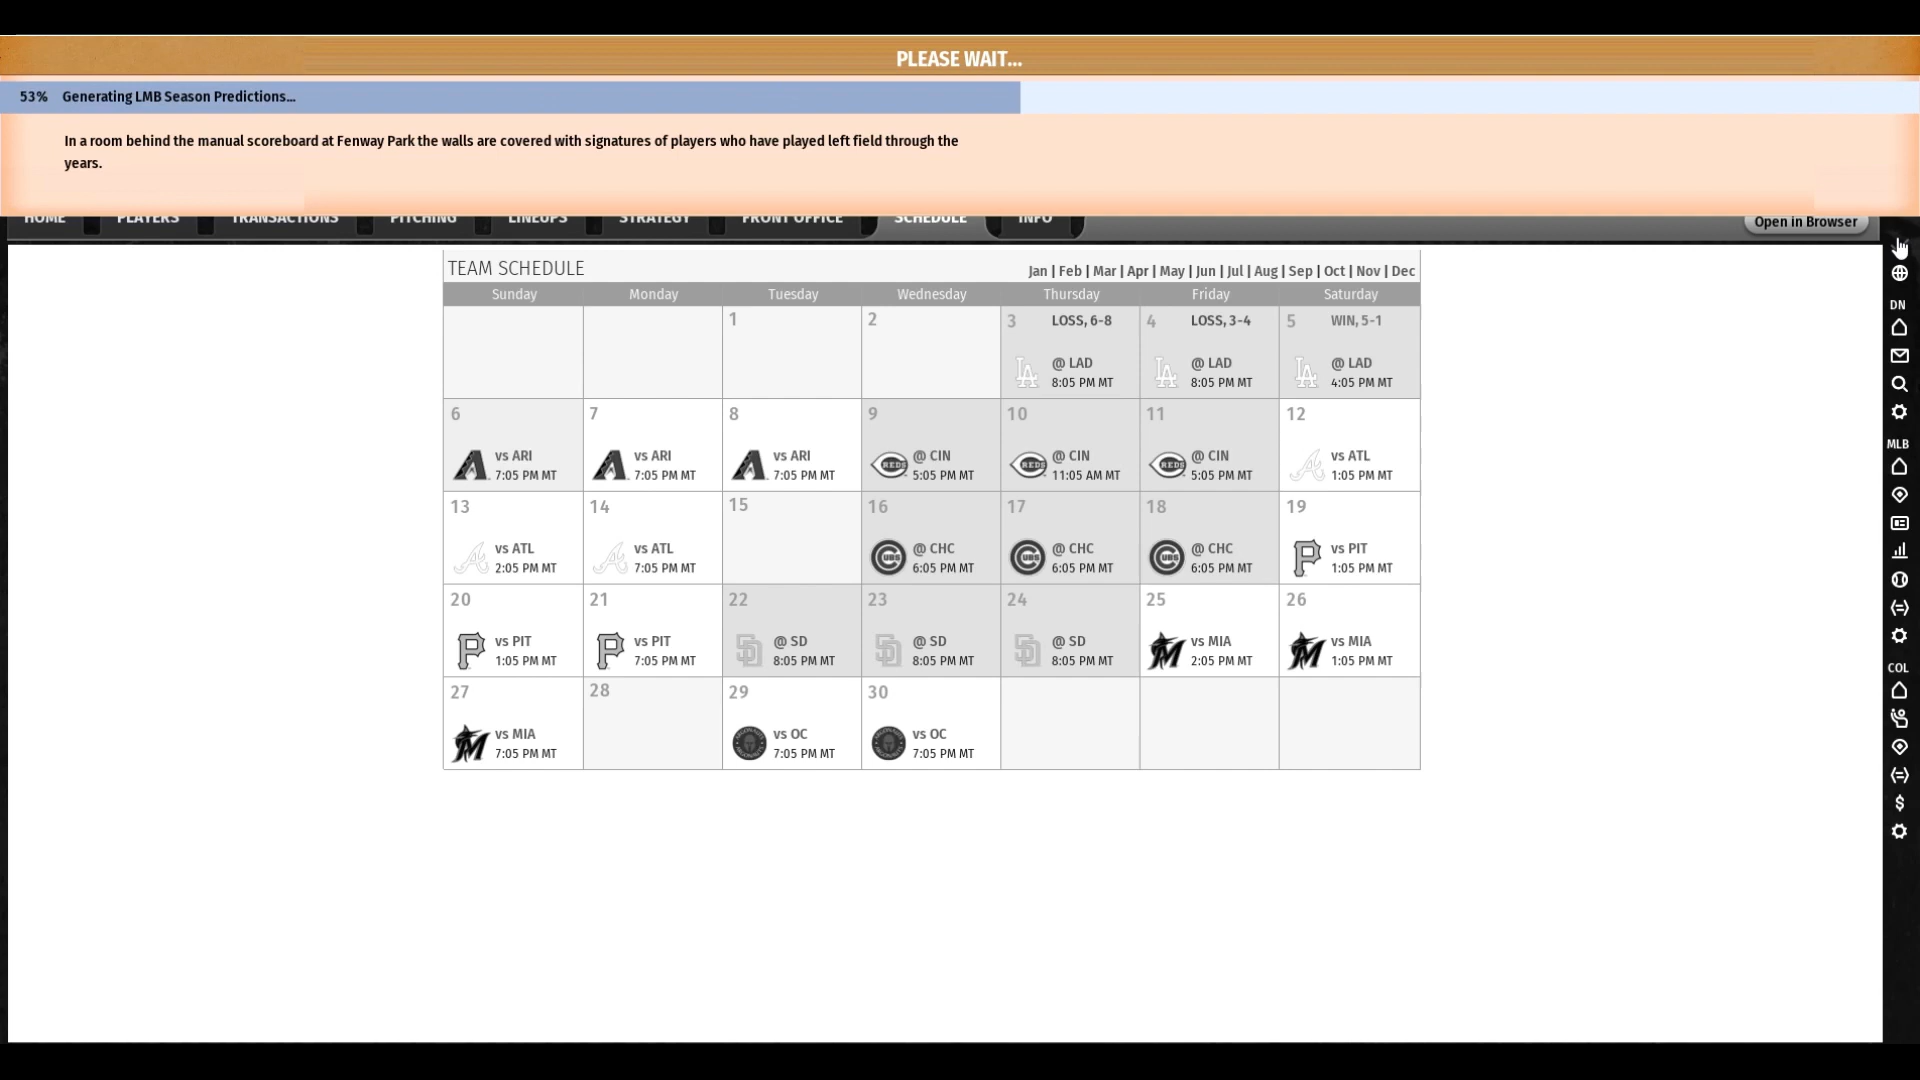 PLEASE WAIT...
53% Generating LMB Season Predictions...
In a room behind the manual scoreboard at Fenway Park the walls are covered with signatures of players who have played left field through the
years.
HOME PLAYERS TRANSACTIONS PITCHING LINEUPS STRATEGY FRONT OFFICE SCHEDULE INFO Open in Browser
TEAM SCHEDULE Jan | Feb | Mar | Apr | May | Jun | Jul | Aug | Sep | Oct | Nov | Dec
Sunday Monday Tuesday Wednesday Thursday Friday Saturday
1 2 3 LOSS, 6-8 4 LOSS, 3-4 5 WIN, 5-1
@ LAD @ LAD @ LAD
8:05 PM MT 8:05 PM MT 4:05 PM MT
6 7 8 9 10 11 12
vs ARI vs ARI vs ARI REDS @ CIN REDS @ CIN REDS @ CIN vs ATL
7:05 PM MT 7:05 PM MT 7:05 PM MT 5:05 PM MT 11:05 AM MT 5:05 PM MT 1:05 PM MT
13 14 15 16 17 18 19
vs ATL vs ATL CUBS @ CHC CUBS @ CHC CUBS @ CHC P vs PIT
2:05 PM MT 7:05 PM MT 6:05 PM MT 6:05 PM MT 6:05 PM MT 1:05 PM MT
20 21 22 23 24 25 26
P vs PIT P vs PIT SD @ SD SD @ SD SD @ SD M vs MIA M vs MIA
1:05 PM MT 7:05 PM MT 8:05 PM MT 8:05 PM MT 8:05 PM MT 2:05 PM MT 1:05 PM MT
27 28 29 30
M vs MIA vs OC vs OC
7:05 PM MT 7:05 PM MT 7:05 PM MT
DN
MLB
COL